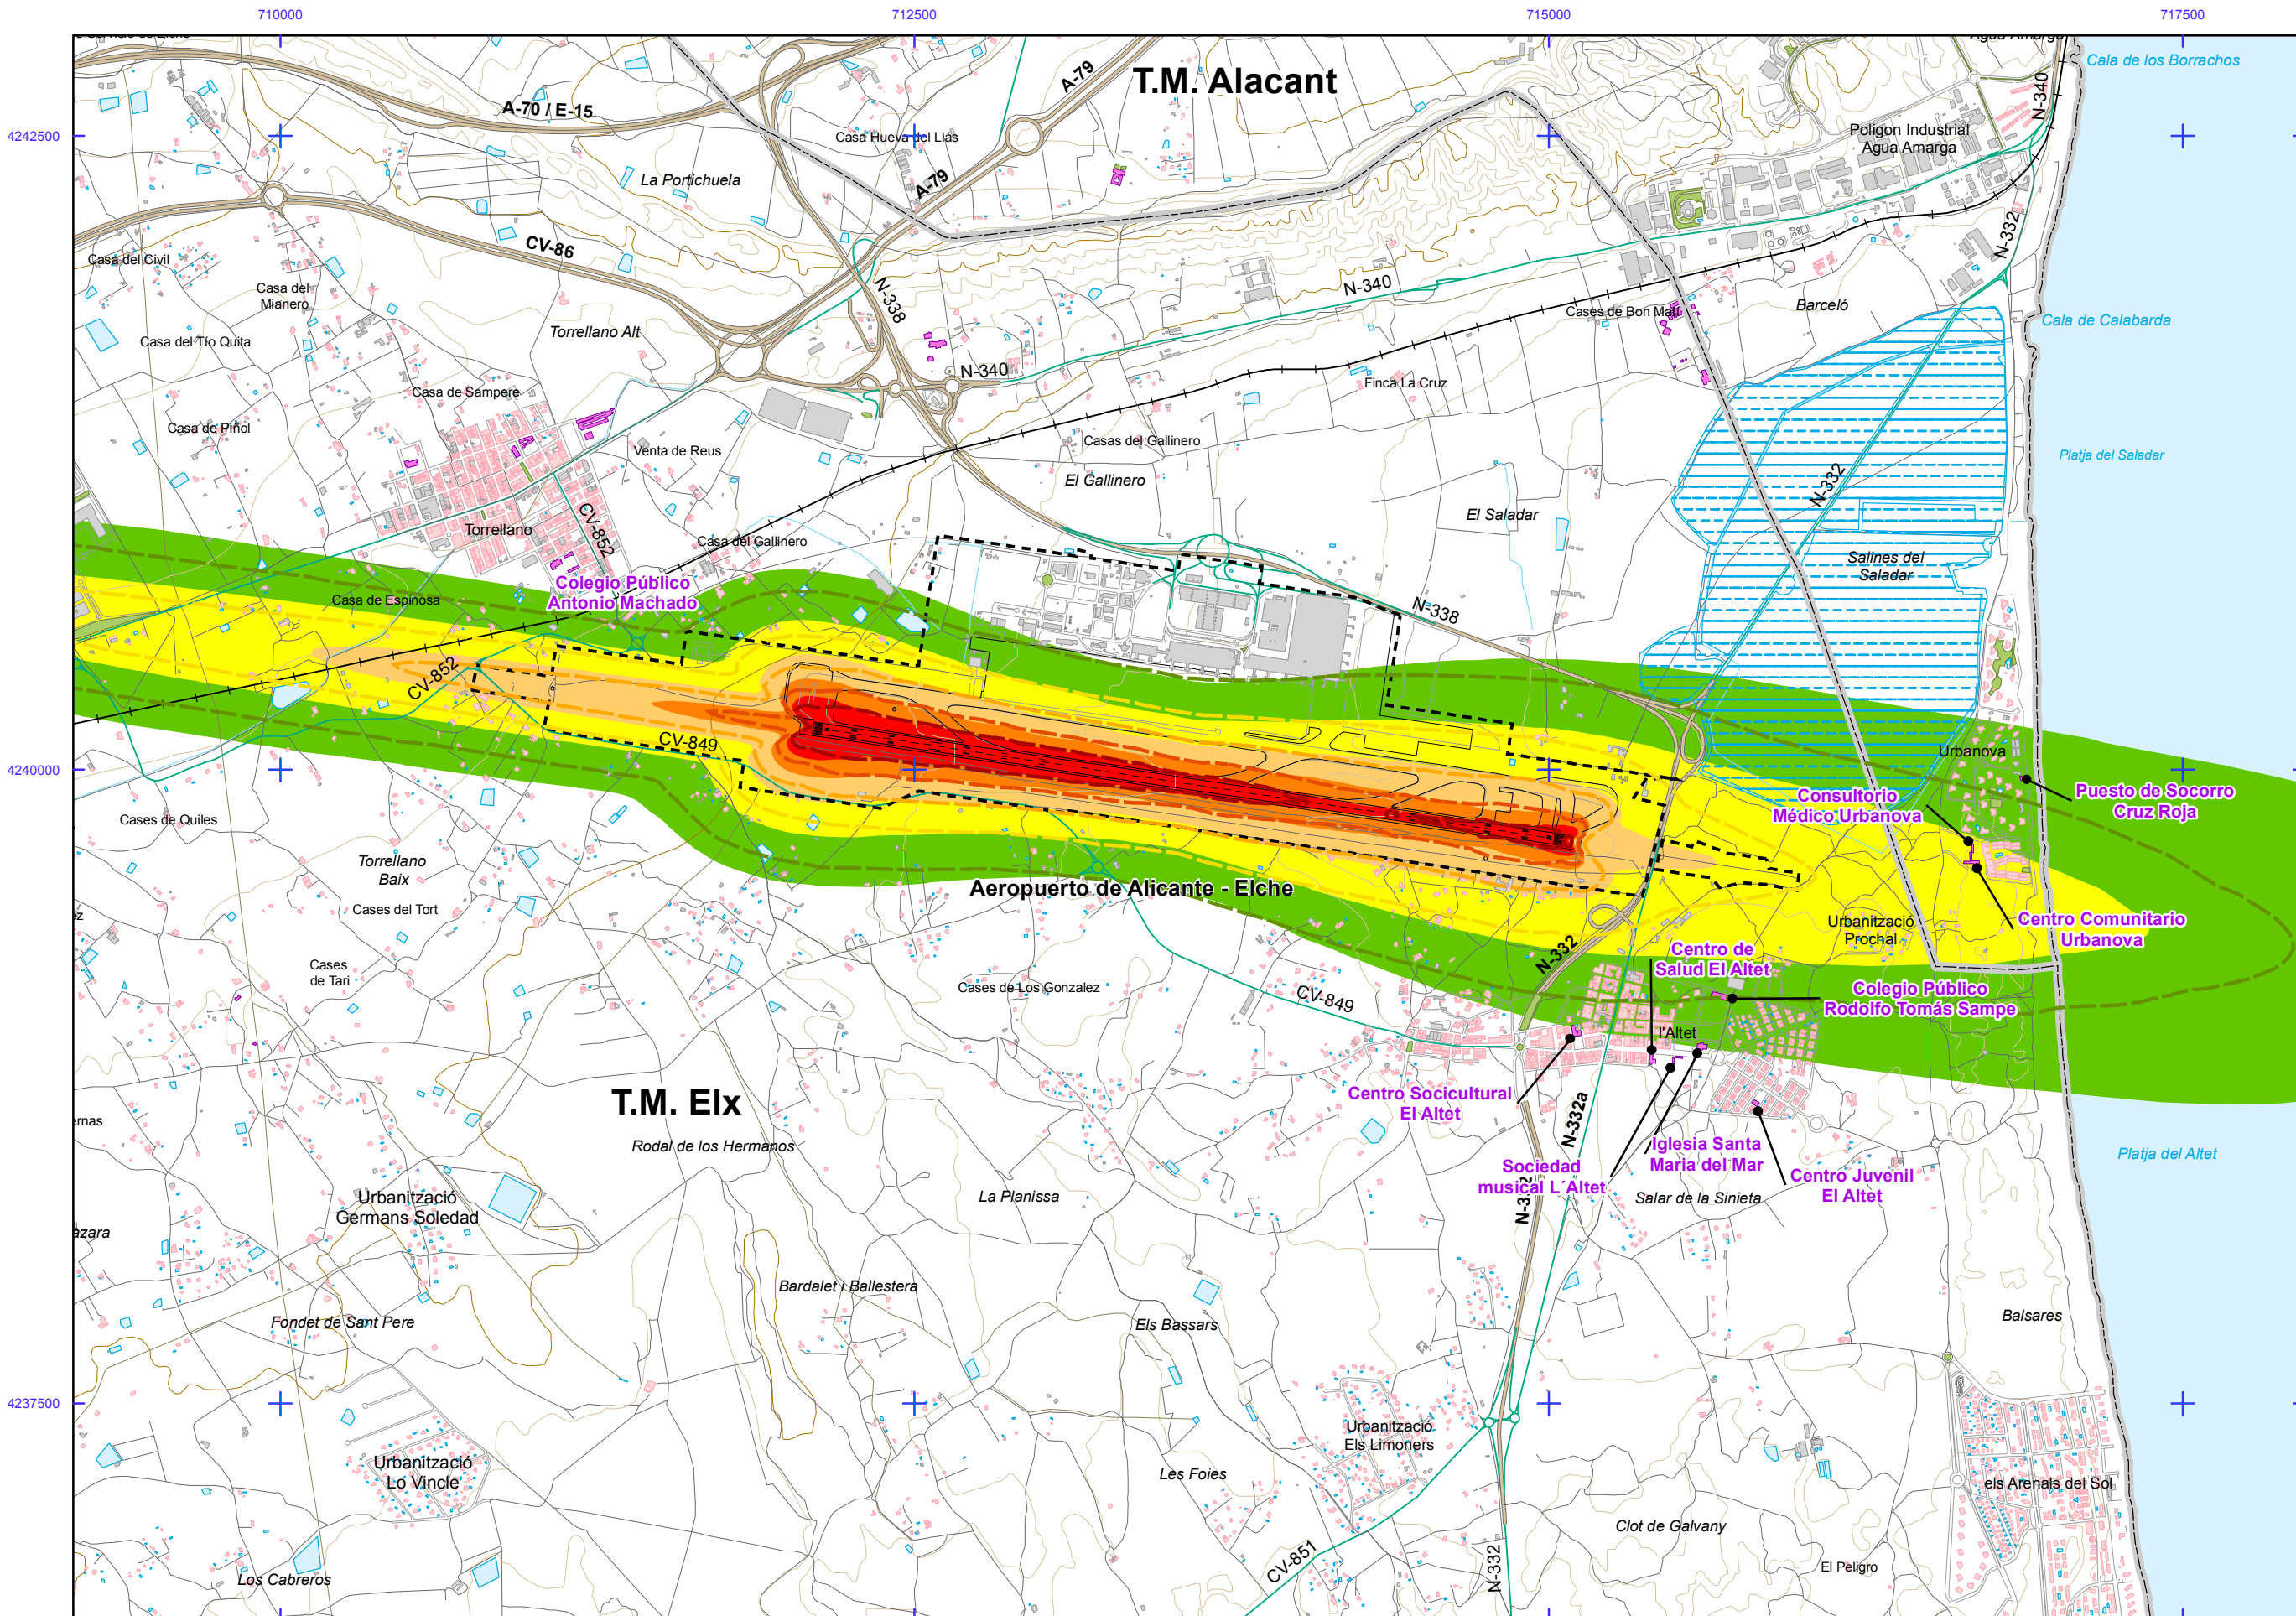 710000
712500
715000
717500
Agua Amarga
Cala de los Borrachos
T.M. Alacant
A-79
N-340
A-70 / E-15
4242500
Casa Hueva del Llás
Polígon Industrial
Agua Amarga
La Portichuela
A-79
CV-86
N-332
Casa del Civil
Casa del
Mianero
N-338
N-340
Barceló
Cases de Bon Matí
Cala de Calabarda
Torrellano Alt
Casa del Tío Quita
N-340
Finca La Cruz
Casa de Sampere
Casa de Piñol
Venta de Reus
Casas del Gallinero
Platja del Saladar
El Gallinero
N-332
El Saladar
Torrellano
CV-852
Casa del Gallinero
Salines del
Saladar
Colegio Público
Antonio Machado
Casa de Espinosa
N-338
CV-852
CV-849
Urbanova
4240000
Puesto de Socorro
Cruz Roja
Consultorio
Médico Urbanova
Cases de Quiles
Torrellano
Baix
Aeropuerto de Alicante - Elche
Cases del Tort
ez
Urbanització
Prochal
Centro Comunitario
Urbanova
N-332
Centro de
Salud El Altet
Cases
de Tari
Cases de Los Gonzalez
CV-849
Colegio Público
Rodolfo Tomás Sampe
l'Altet
Centro Socicultural
El Altet
T.M. Elx
N-332a
ernas
Rodal de los Hermanos
Iglesia Santa
Maria del Mar
Platja del Altet
Sociedad
musical L´Altet
Centro Juvenil
El Altet
Urbanització
Germans Soledad
La Planissa
N-332
Salar de la Sinieta
azara
Bardalet i Ballestera
Fondet de Sant Pere
Els Bassars
Balsares
4237500
Urbanització
Els Limoners
Urbanització
Lo Vincle
Les Foies
els Arenals del Sol
Clot de Galvany
CV-851
N-332
El Peligro
Los Cabreros